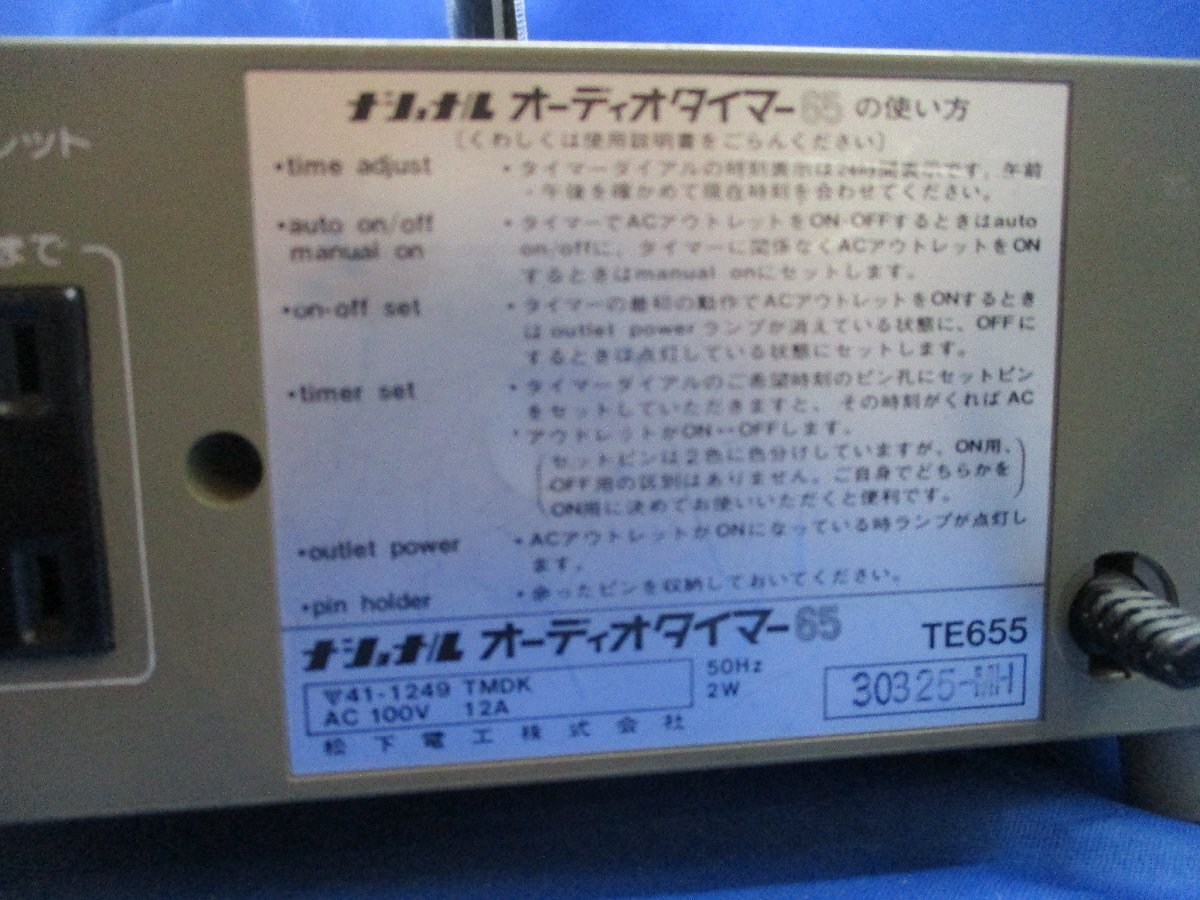 レット
まで
ナショナル オーディオタイマー65の使い方
(くわしくは使用説明書をごらんください)
•time adjust
•タイマーダイアルの時刻表示は24時間表示です。午前
・午後を確かめて現在時刻を合わせてください。
•auto on/off
manual on
•タイマーでACアウトレットをON-OFFするときはauto
on/offに、タイマーに関係なくACアウトレットをON
するときはmanual onにセットします。
•on-off set
•タイマーの最初の動作でACアウトレットをONするとき
はoutlet powerランプが消えている状態に、OFFに
するときは点灯している状態にセットします。
•timer set
•タイマーダイアルのご希望時刻のピン孔にセットピン
をセットしていただきますと、その時刻がくればAC
アウトレットがON↔OFFします。
(セットピンは2色に色分けしていますが、ON用、
OFF用の区別はありません。ご自身でどちらかを
ON用に決めてお使いいただくと便利です。)
•outlet power
•ACアウトレットがONになっている時ランプが点灯し
ます。
•pin holder
•余ったピンを収納しておいてください。
ナショナル オーディオタイマー65 TE655
〒41-1249 TMDK
AC 100V 12A
50Hz
2W
30325-MH
松下電工株式会社